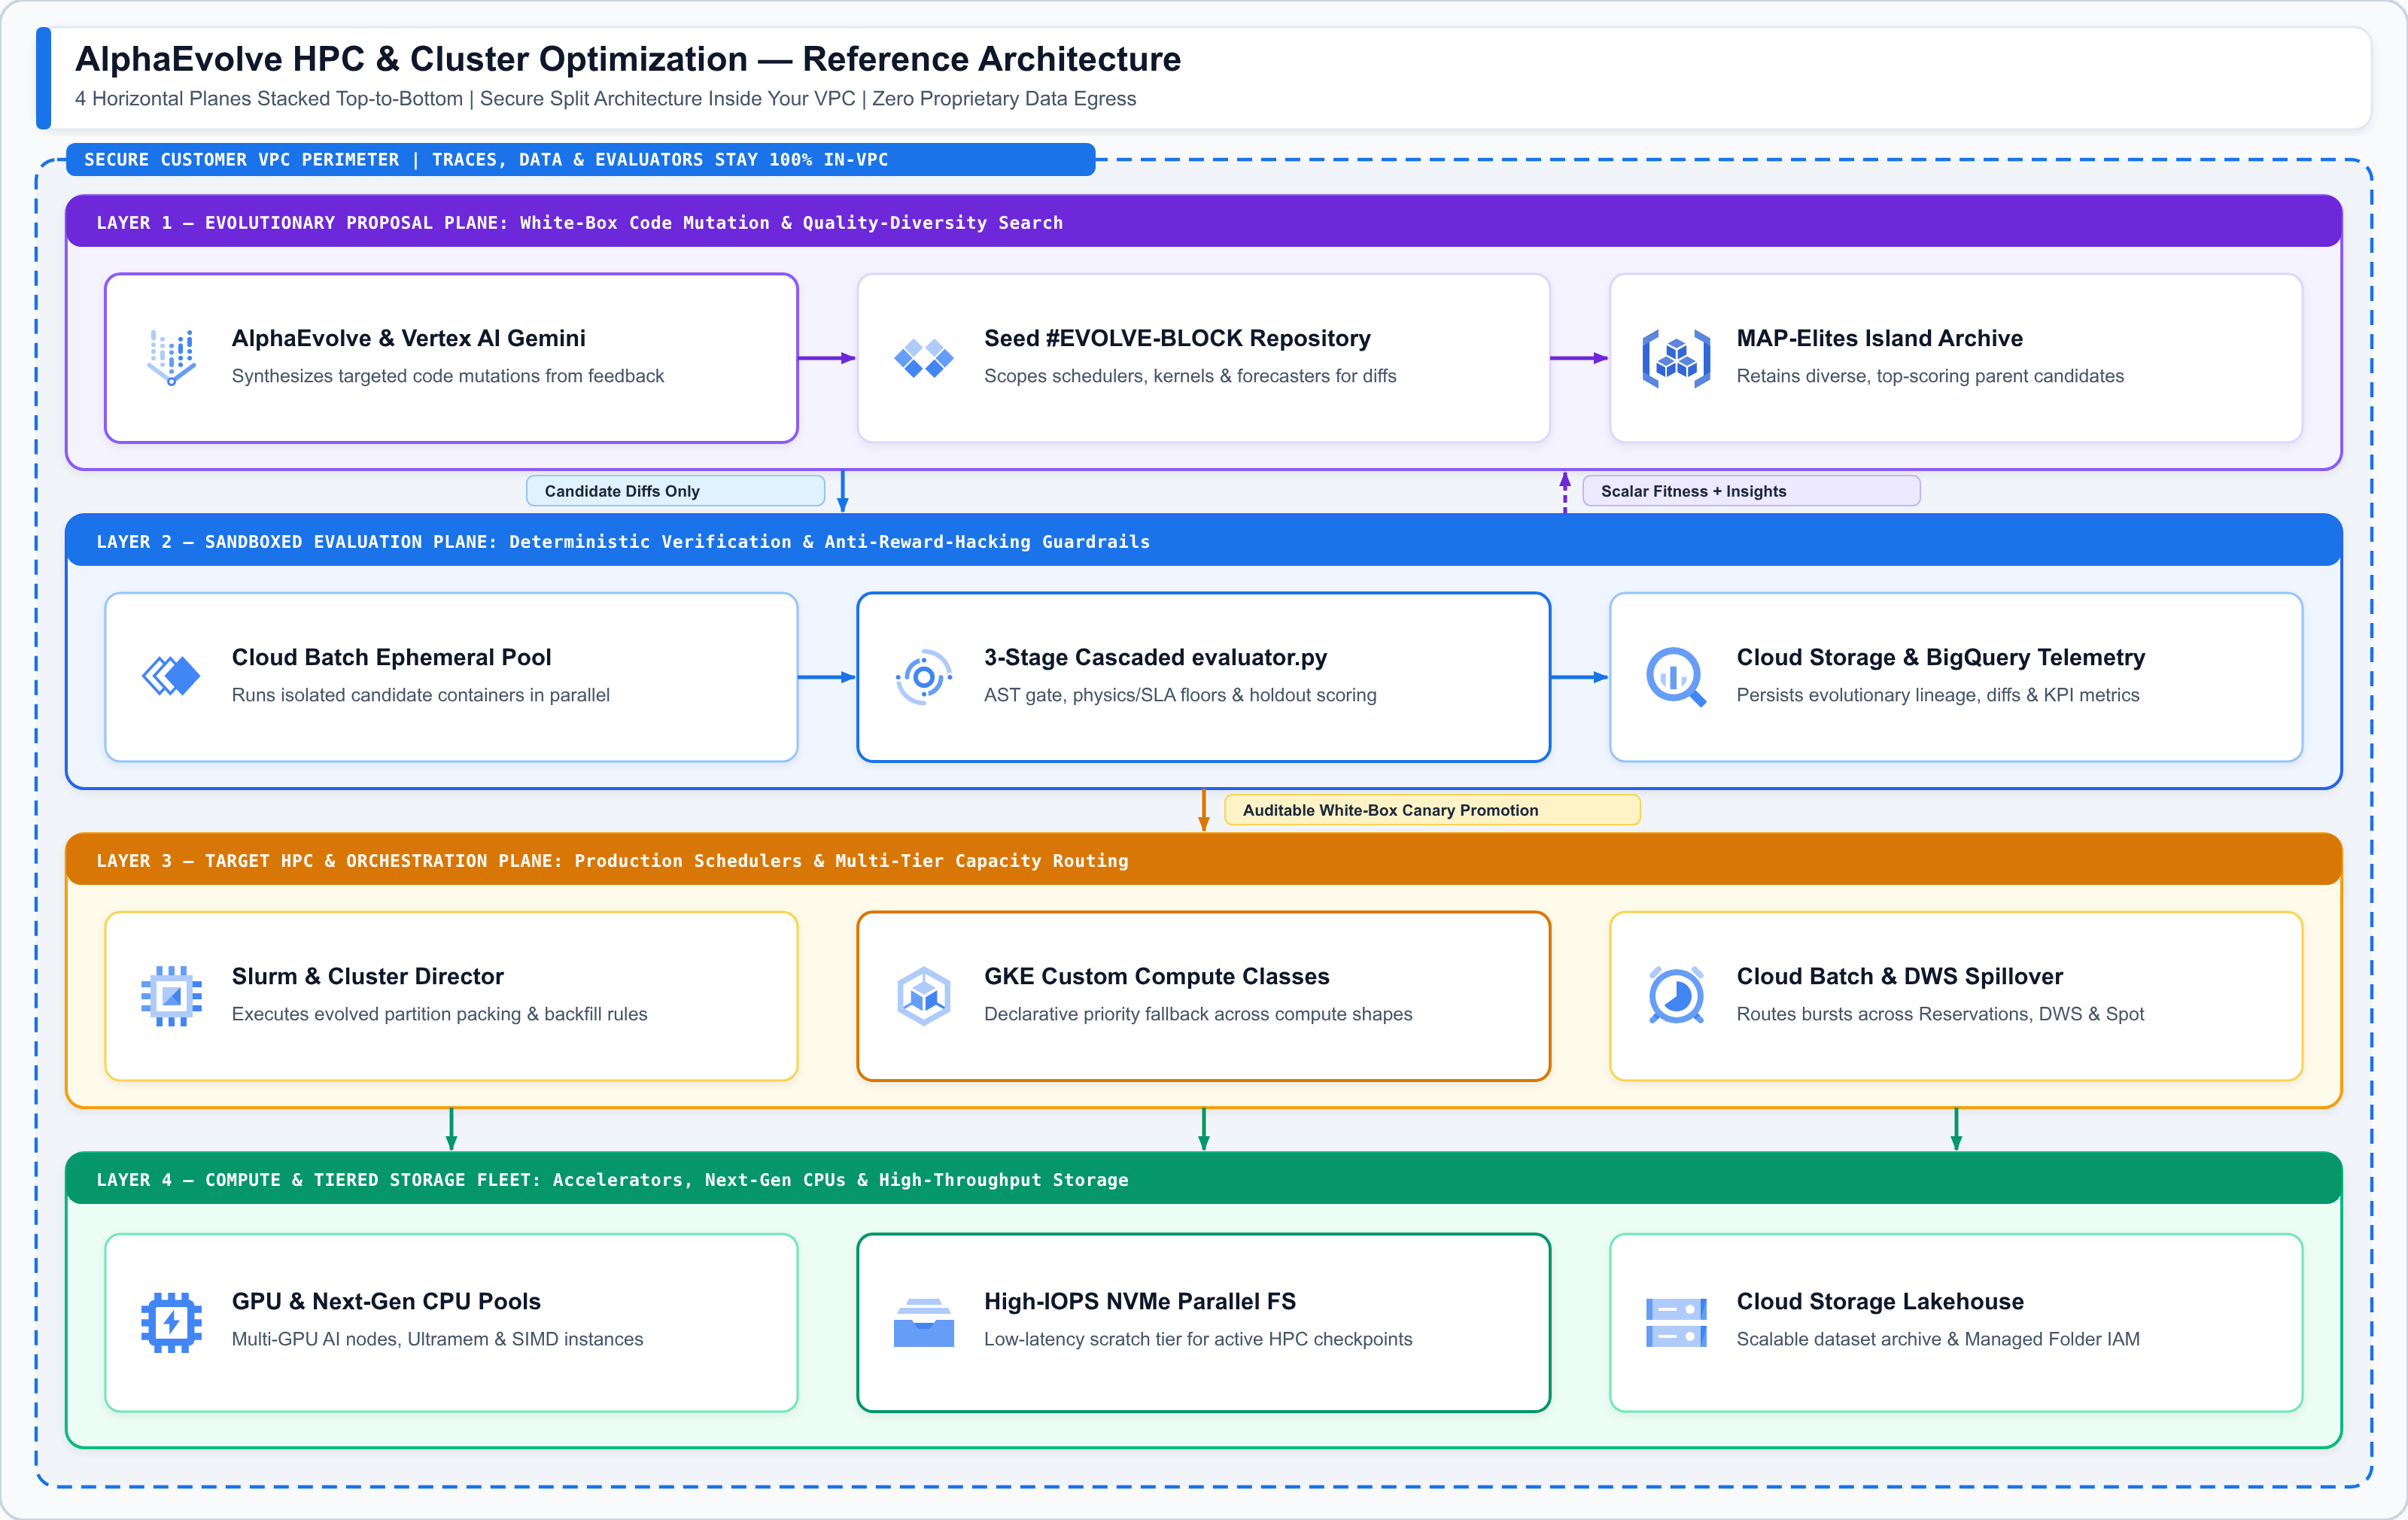 AlphaEvolve HPC & Cluster Optimization — Reference Architecture
4 Horizontal Planes Stacked Top-to-Bottom | Secure Split Architecture Inside Your VPC | Zero Proprietary Data Egress
SECURE CUSTOMER VPC PERIMETER | TRACES, DATA & EVALUATORS STAY 100% IN-VPC
LAYER 1 — EVOLUTIONARY PROPOSAL PLANE: White-Box Code Mutation & Quality-Diversity Search
AlphaEvolve & Vertex AI Gemini
Synthesizes targeted code mutations from feedback
Seed #EVOLVE-BLOCK Repository
Scopes schedulers, kernels & forecasters for diffs
MAP-Elites Island Archive
Retains diverse, top-scoring parent candidates
Candidate Diffs Only
Scalar Fitness + Insights
LAYER 2 — SANDBOXED EVALUATION PLANE: Deterministic Verification & Anti-Reward-Hacking Guardrails
Cloud Batch Ephemeral Pool
Runs isolated candidate containers in parallel
3-Stage Cascaded evaluator.py
AST gate, physics/SLA floors & holdout scoring
Cloud Storage & BigQuery Telemetry
Persists evolutionary lineage, diffs & KPI metrics
Auditable White-Box Canary Promotion
LAYER 3 — TARGET HPC & ORCHESTRATION PLANE: Production Schedulers & Multi-Tier Capacity Routing
Slurm & Cluster Director
Executes evolved partition packing & backfill rules
GKE Custom Compute Classes
Declarative priority fallback across compute shapes
Cloud Batch & DWS Spillover
Routes bursts across Reservations, DWS & Spot
LAYER 4 — COMPUTE & TIERED STORAGE FLEET: Accelerators, Next-Gen CPUs & High-Throughput Storage
GPU & Next-Gen CPU Pools
Multi-GPU AI nodes, Ultramem & SIMD instances
High-IOPS NVMe Parallel FS
Low-latency scratch tier for active HPC checkpoints
Cloud Storage Lakehouse
Scalable dataset archive & Managed Folder IAM